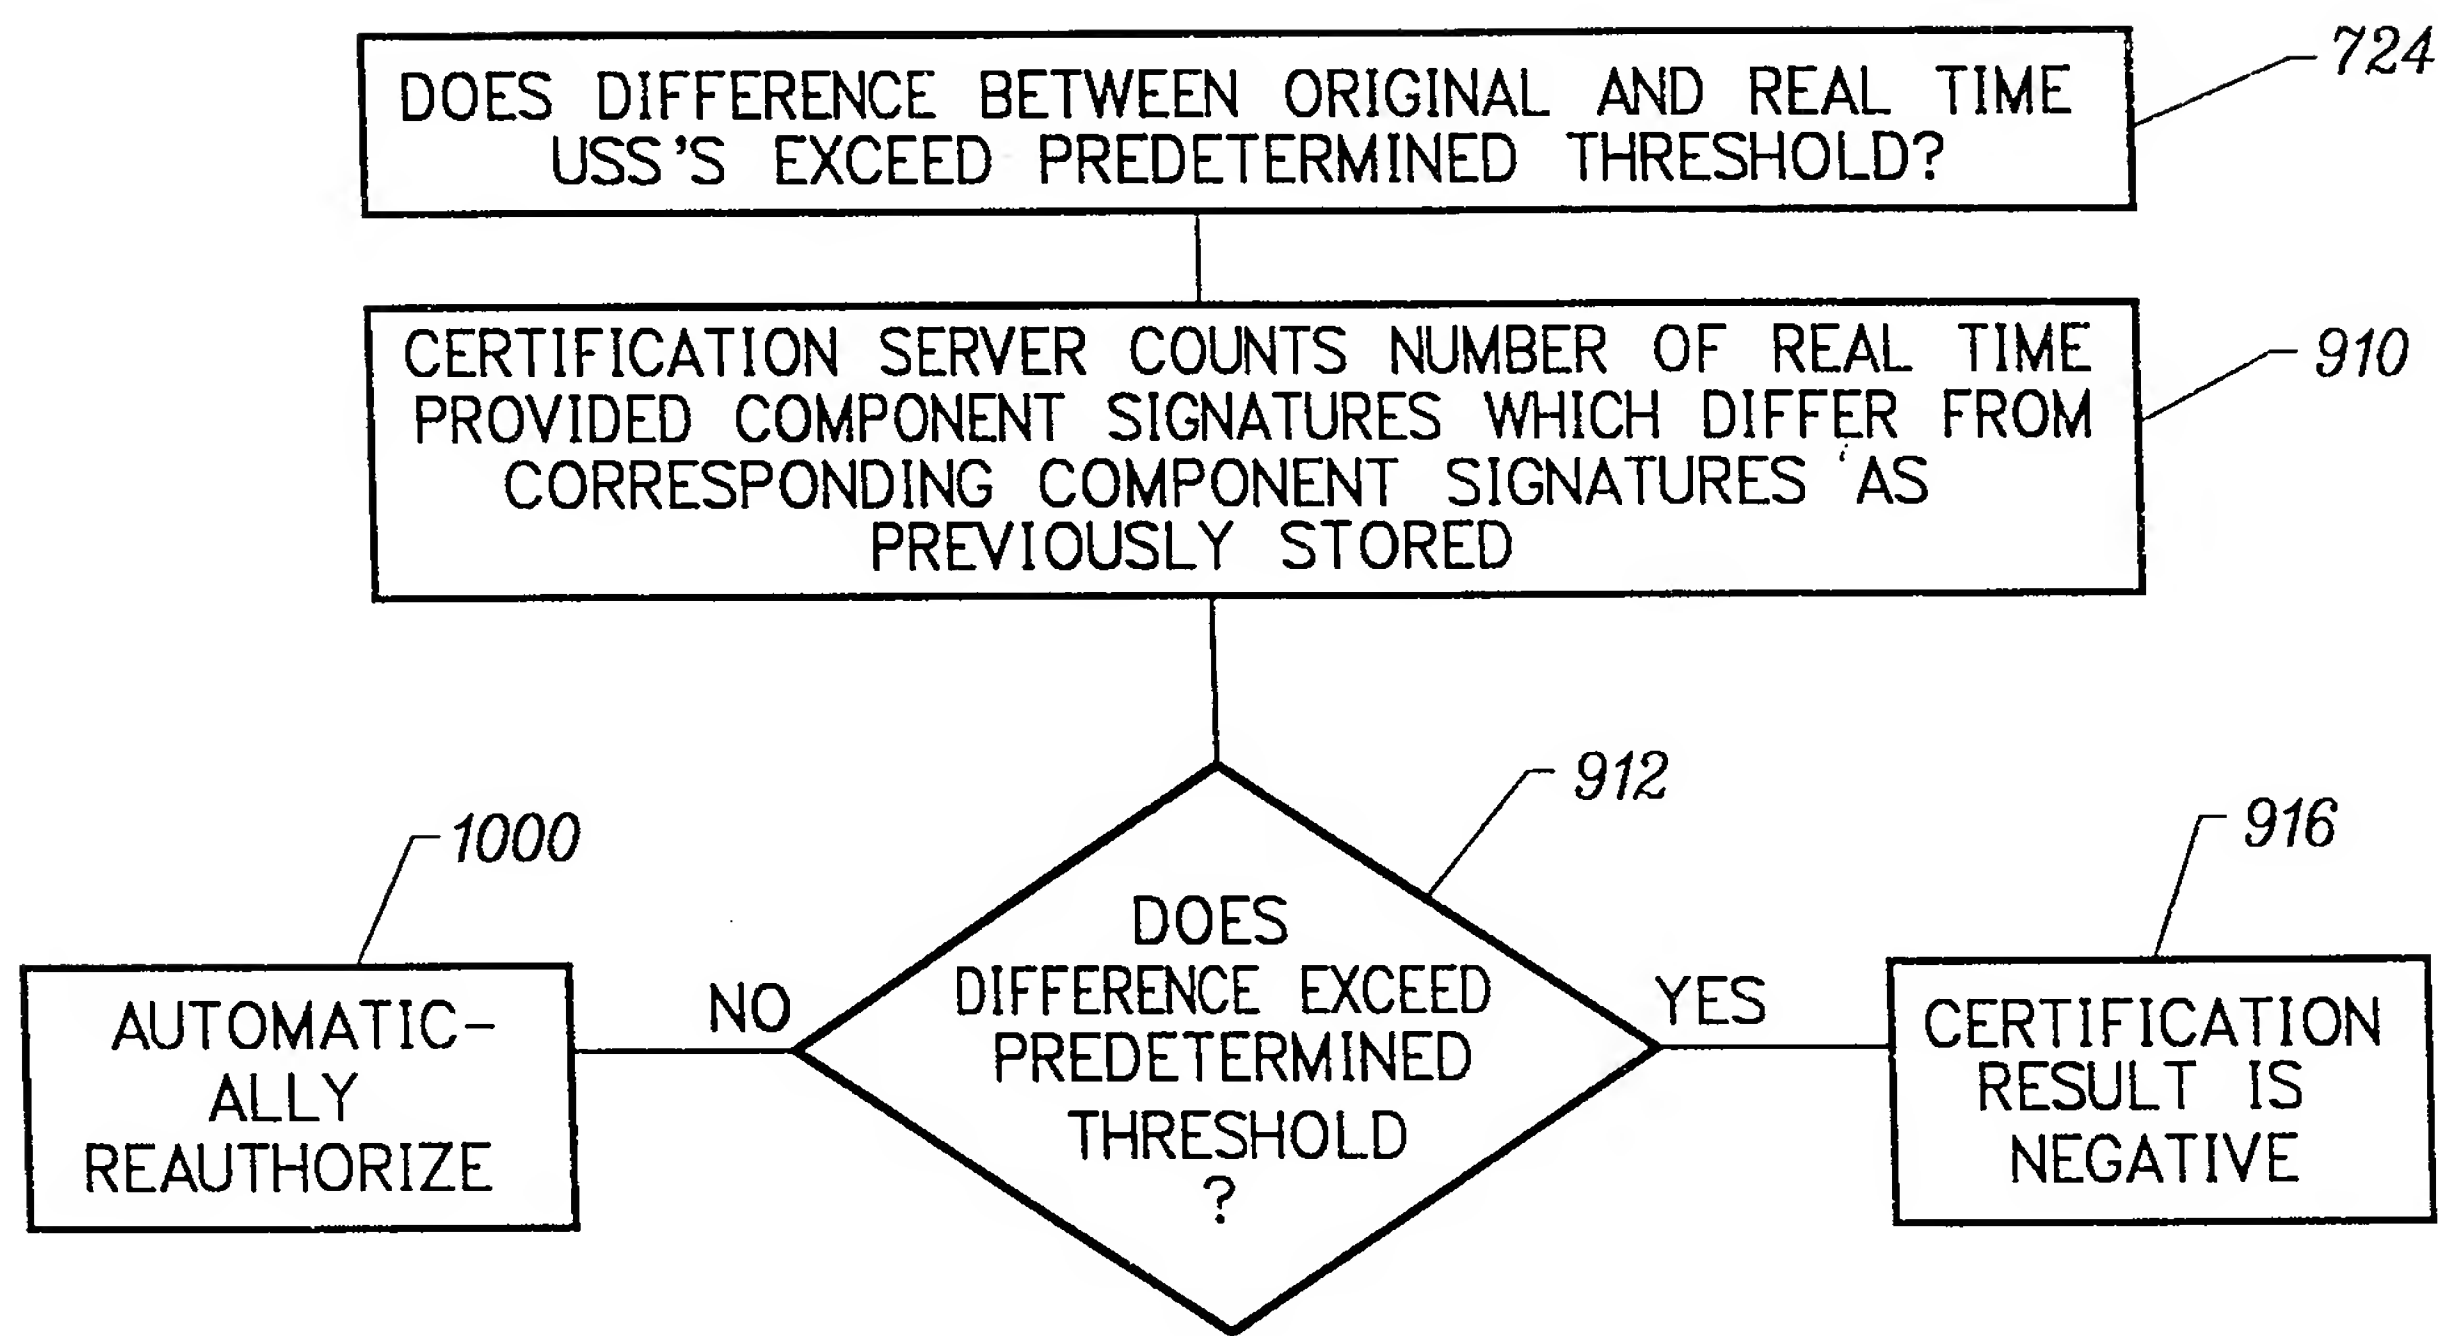 724
DOES DIFFERENCE BETWEEN ORIGINAL AND REAL TIME
USS'S EXCEED PREDETERMINED THRESHOLD?
910
CERTIFICATION SERVER COUNTS NUMBER OF REAL TIME
PROVIDED COMPONENT SIGNATURES WHICH DIFFER FROM
CORRESPONDING COMPONENT SIGNATURES AS
PREVIOUSLY STORED
912
DOES
DIFFERENCE EXCEED
PREDETERMINED
THRESHOLD
?
NO
1000
AUTOMATIC-
ALLY
REAUTHORIZE
YES
916
CERTIFICATION
RESULT IS
NEGATIVE